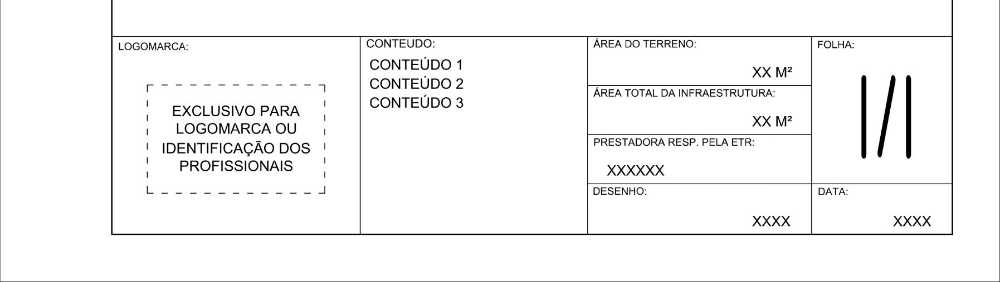 LOGOMARCA:
EXCLUSIVO PARA
LOGOMARCA OU
IDENTIFICAÇÃO DOS
PROFISSIONAIS
CONTEUDO:
CONTEÚDO 1
CONTEÚDO 2
CONTEÚDO 3
ÁREA DO TERRENO:
XX M²
ÁREA TOTAL DA INFRAESTRUTURA:
XX M²
PRESTADORA RESP. PELA ETR:
XXXXXX
DESENHO:
XXXX
FOLHA:
1/1
DATA:
XXXX